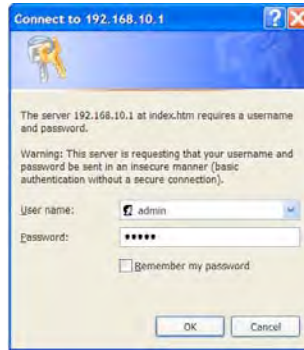 Connect to 192.168.10.1
The server 192.168.10.1 at index.htm requires a username
and password.
Warning: This server is requesting that your username and
password be sent in an insecure manner (basic
authentication without a secure connection).
User name:
admin
Password:
•••••
Remember my password
OK
Cancel